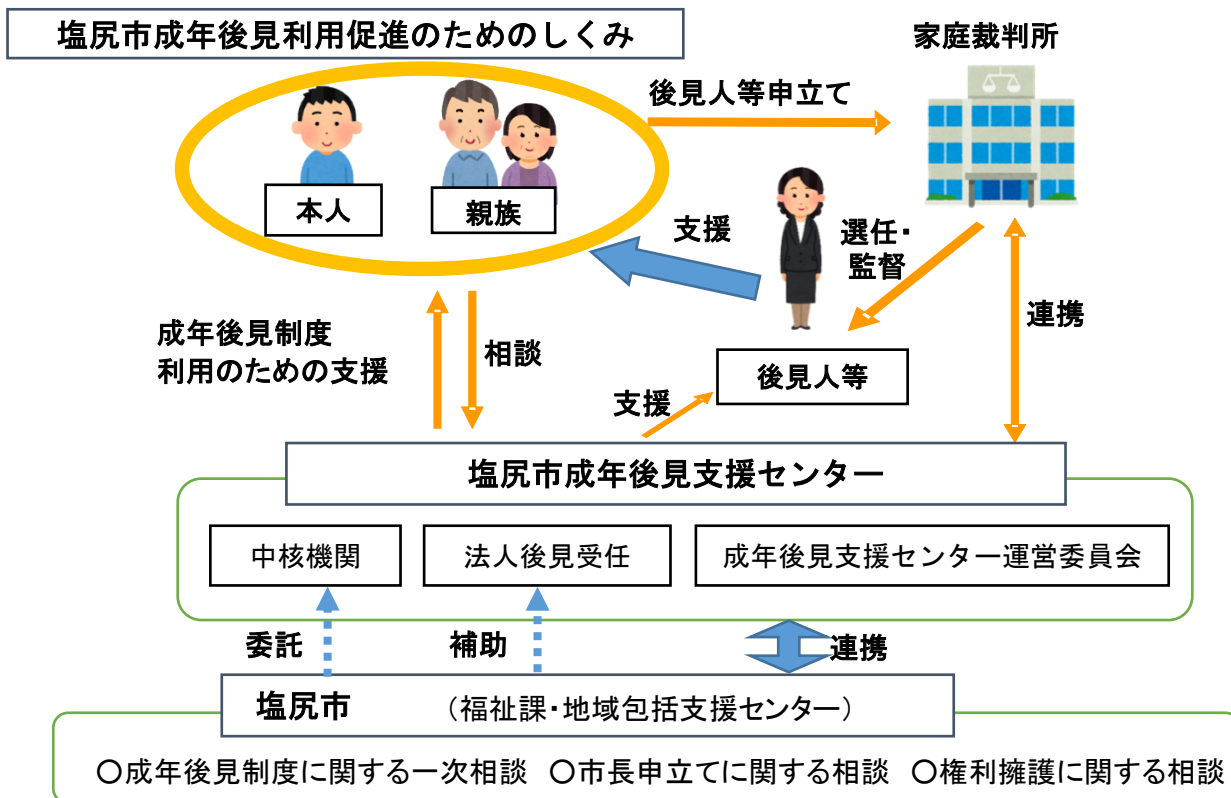 塩尻市成年後見利用促進のためのしくみ
家庭裁判所
後見人等申立て
本人
親族
支援
選任・
監督
連携
成年後見制度
利用のための支援
相談
後見人等
支援
塩尻市成年後見支援センター
中核機関
法人後見受任
成年後見支援センター運営委員会
委託
補助
連携
塩尻市 （福祉課・地域包括支援センター）
○成年後見制度に関する一次相談 ○市長申立てに関する相談 ○権利擁護に関する相談